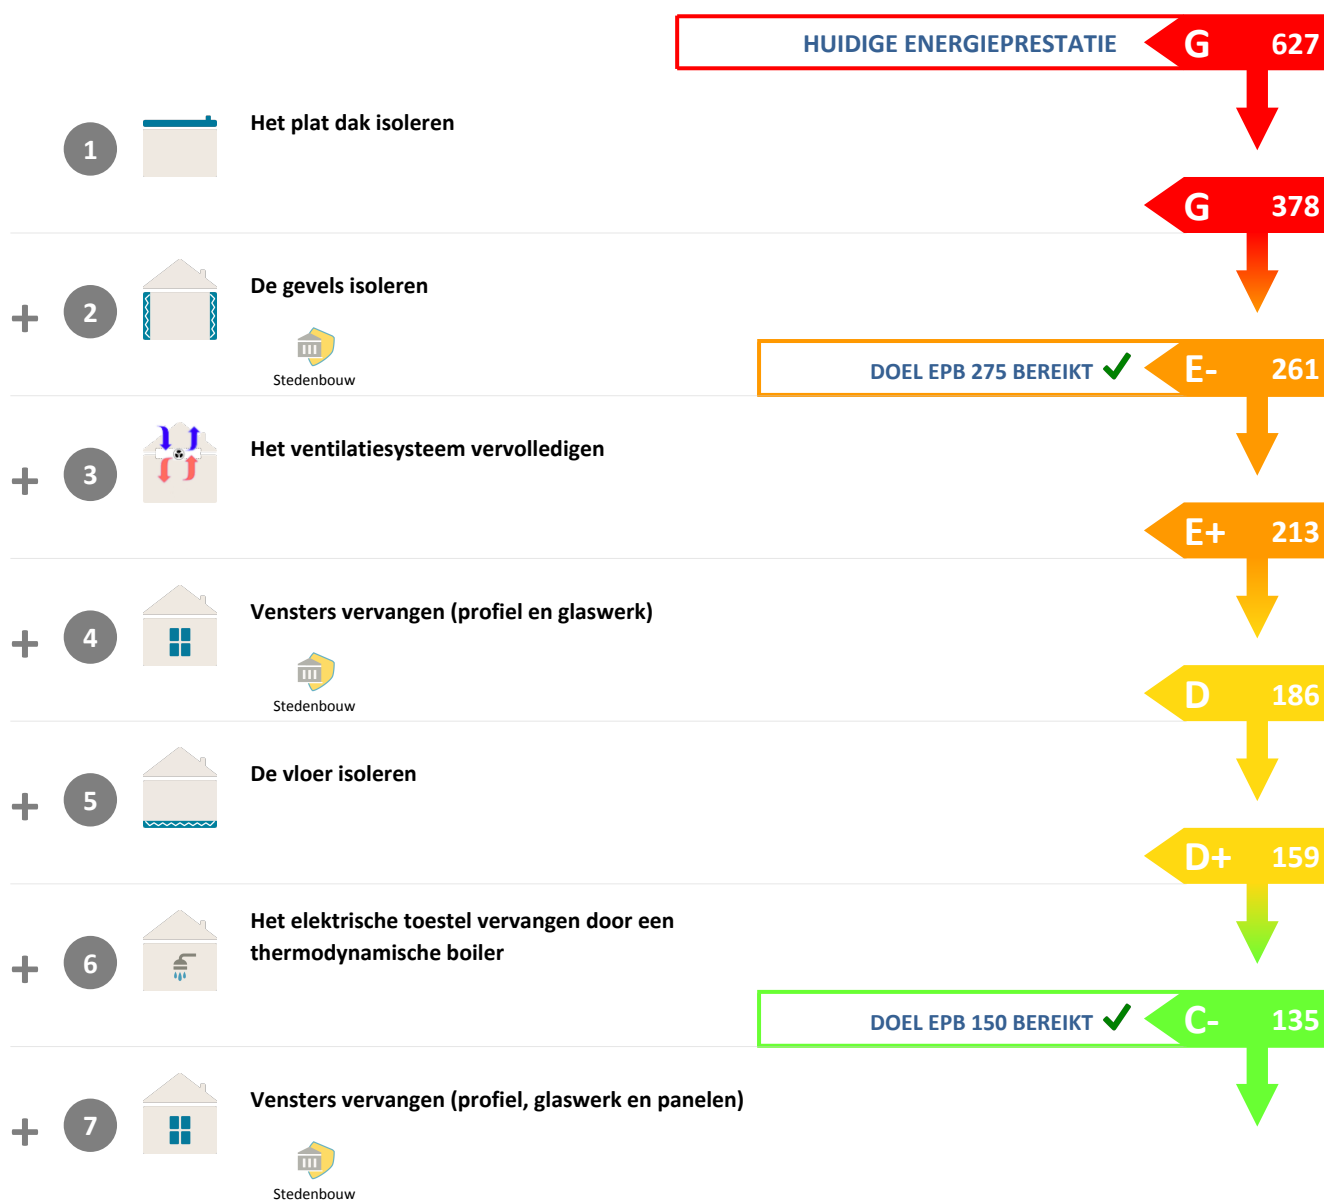 HUIDIGE ENERGIEPRESTATIE G 627
1 Het plat dak isoleren
G 378
+ 2 De gevels isoleren
Stedenbouw
DOEL EPB 275 BEREIKT ✓ E- 261
+ 3 Het ventilatiesysteem vervolledigen
E+ 213
+ 4 Vensters vervangen (profiel en glaswerk)
Stedenbouw
D 186
+ 5 De vloer isoleren
D+ 159
+ 6 Het elektrische toestel vervangen door een
thermodynamische boiler
DOEL EPB 150 BEREIKT ✓ C- 135
+ 7 Vensters vervangen (profiel, glaswerk en panelen)
Stedenbouw